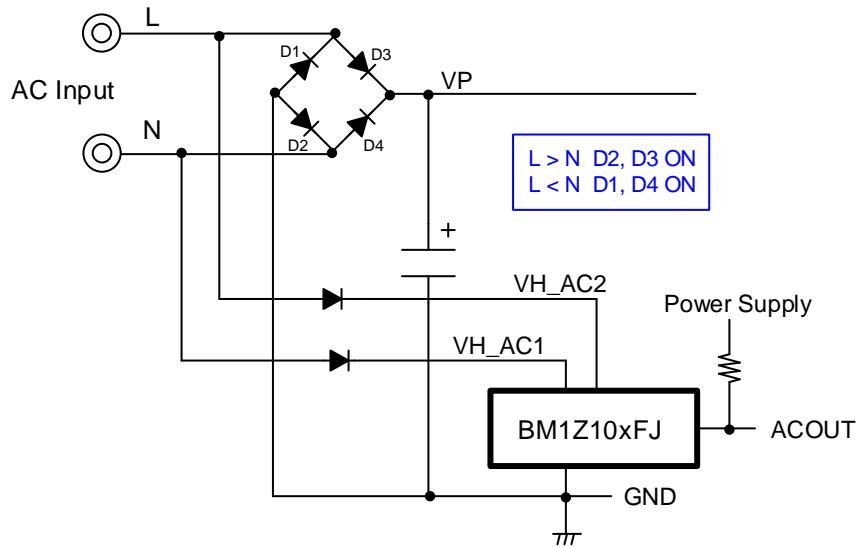 L
D1
D3
AC Input
VP
N
D2
D4
L > N D2, D3 ON
L < N D1, D4 ON
+
VH_AC2
Power Supply
VH_AC1
BM1Z10xFJ
ACOUT
GND